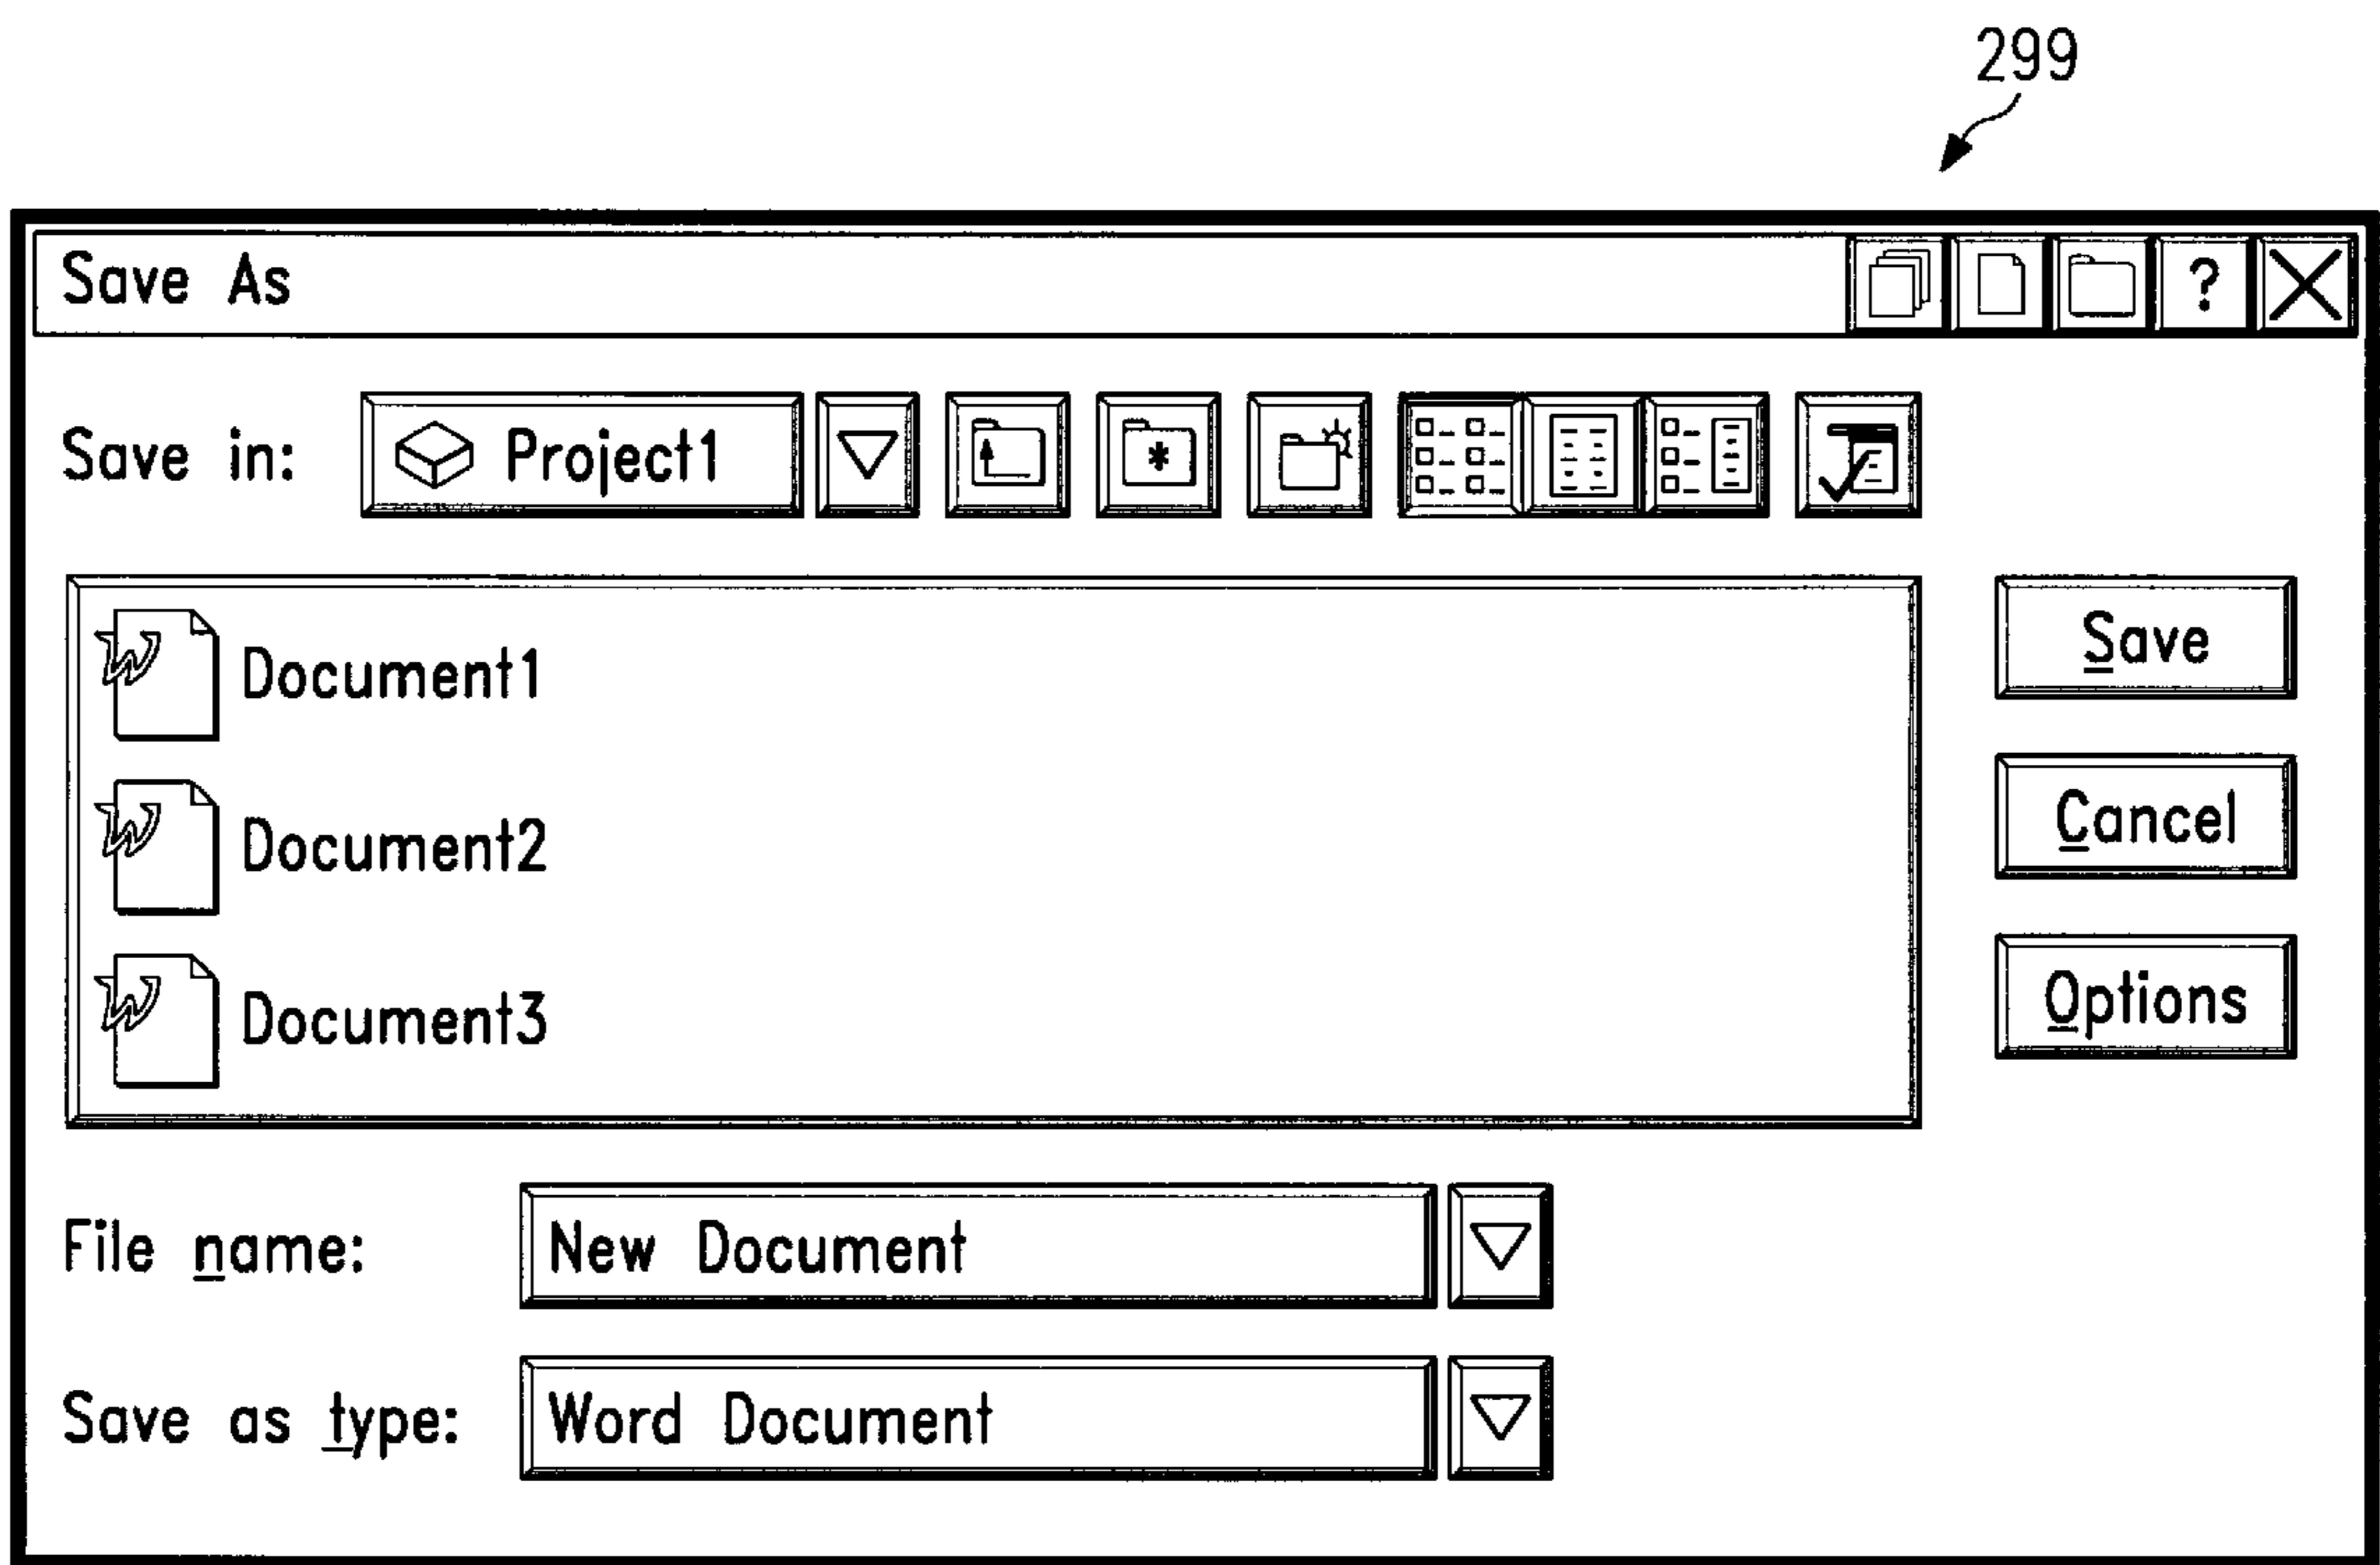 299
Save As ?
Save in: Project1 *
Document1
Document2
Document3
Save
Cancel
Options
File name: New Document
Save as type: Word Document